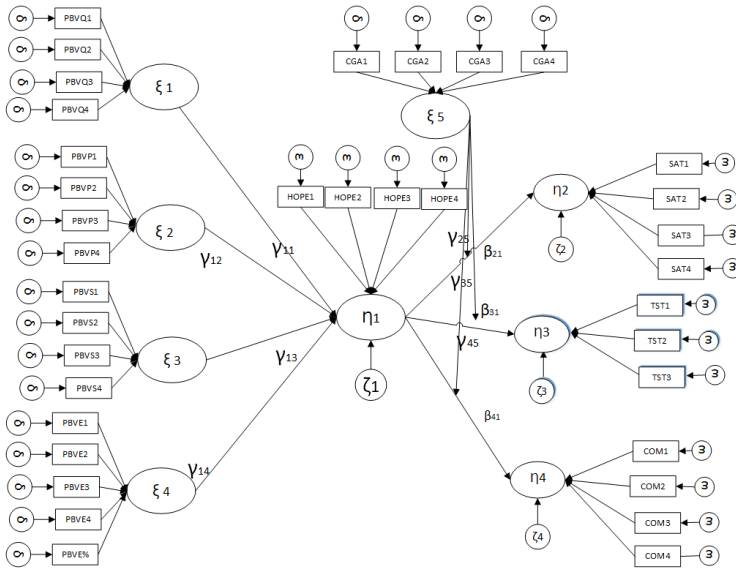 δ PBVQ1
δ PBVQ2
δ PBVQ3
δ PBVQ4
ξ 1
δ δ δ δ
CGA1 CGA2 CGA3 CGA4
ξ 5
δ PBVP1
δ PBVP2
δ PBVP3
δ PBVP4
ξ 2
γ12
γ11
ε ε ε ε
HOPE1 HOPE2 HOPE3 HOPE4
η1
ζ1
γ25
β21
γ35
β31
γ45
β41
η2
ζ2
SAT1 ε
SAT2 ε
SAT3 ε
SAT4 ε
δ PBVS1
δ PBVS2
δ PBVS3
δ PBVS4
ξ 3
γ13
η3
ζ3
TST1 ε
TST2 ε
TST3 ε
δ PBVE1
δ PBVE2
δ PBVE3
δ PBVE4
δ PBVE%
ξ 4
γ14
η4
ζ4
COM1 ε
COM2 ε
COM3 ε
COM4 ε